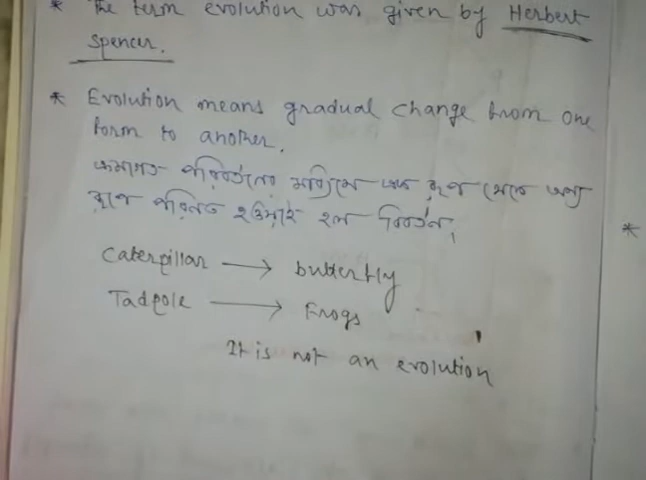 * The term evolution was given by Herbert
Spencer.
* Evolution means gradual change from one
form to another.
ক্রমাগত পরিবর্তনের মাধ্যমে এক রূপ থেকে অন্য
রূপে পরিনত হওয়াই হল বিবর্তন।
Caterpillar → butterfly
Tadpole → Frogs
It is not an evolution
*